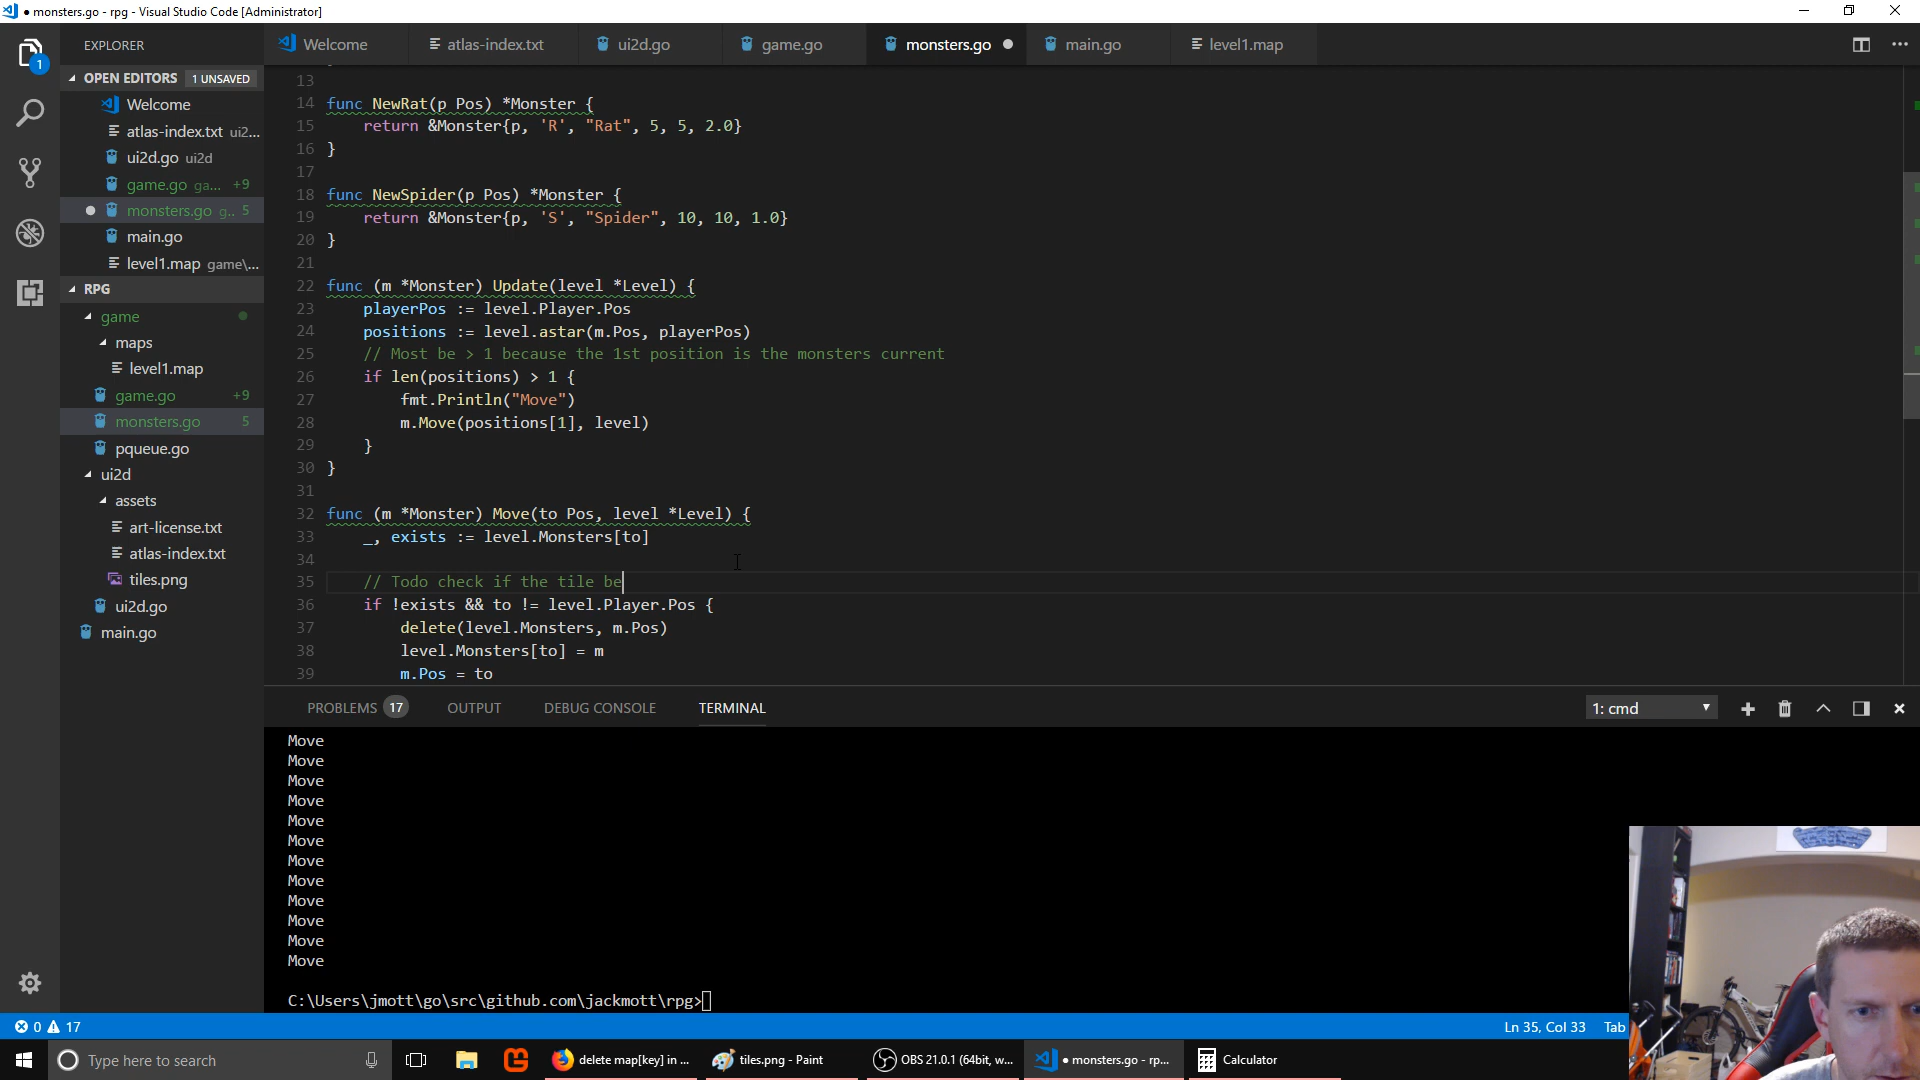 ● monsters.go - rpg - Visual Studio Code [Administrator]
EXPLORER
Welcome
atlas-index.txt
ui2d.go
game.go
monsters.go
main.go
level1.map
OPEN EDITORS 1 UNSAVED
Welcome
atlas-index.txt ui2...
ui2d.go ui2d
game.go ga... +9
monsters.go g.. 5
main.go
level1.map game\...
RPG
game
maps
level1.map
game.go +9
monsters.go 5
pqueue.go
ui2d
assets
art-license.txt
atlas-index.txt
tiles.png
ui2d.go
main.go
1
13
14 func NewRat(p Pos) *Monster {
15 return &Monster{p, 'R', "Rat", 5, 5, 2.0}
16 }
17
18 func NewSpider(p Pos) *Monster {
19 return &Monster{p, 'S', "Spider", 10, 10, 1.0}
20 }
21
22 func (m *Monster) Update(level *Level) {
23 playerPos := level.Player.Pos
24 positions := level.astar(m.Pos, playerPos)
25 // Most be > 1 because the 1st position is the monsters current
26 if len(positions) > 1 {
27 fmt.Println("Move")
28 m.Move(positions[1], level)
29 }
30 }
31
32 func (m *Monster) Move(to Pos, level *Level) {
33 _, exists := level.Monsters[to]
34
35 // Todo check if the tile be
36 if !exists && to != level.Player.Pos {
37 delete(level.Monsters, m.Pos)
38 level.Monsters[to] = m
39 m.Pos = to
PROBLEMS 17 OUTPUT DEBUG CONSOLE TERMINAL 1: cmd
Move
Move
Move
Move
Move
Move
Move
Move
Move
Move
Move
Move
C:\Users\jmott\go\src\github.com\jackmott\rpg>
0 17 Ln 35, Col 33 Tab
Type here to search
delete map[key] in ...
tiles.png - Paint
OBS 21.0.1 (64bit, w...
● monsters.go - rp...
Calculator